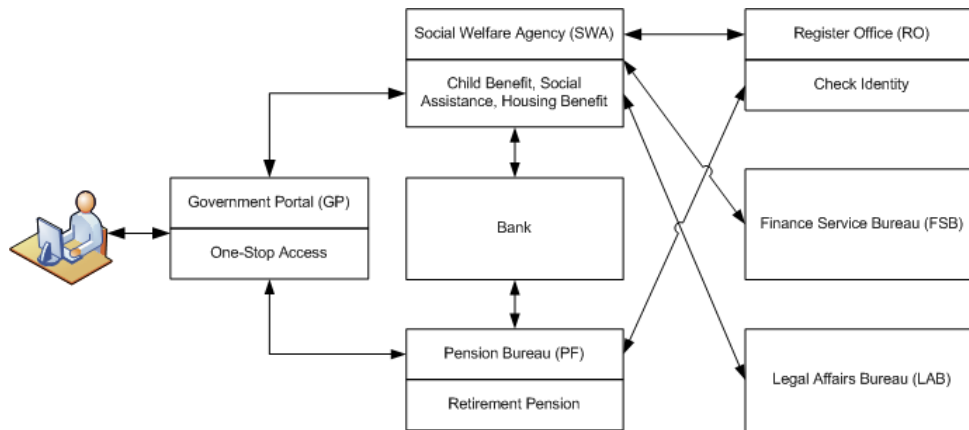 Social Welfare Agency (SWA)
Child Benefit, Social
Assistance, Housing Benefit
Register Office (RO)
Check Identity
Government Portal (GP)
One-Stop Access
Bank
Finance Service Bureau (FSB)
Pension Bureau (PF)
Retirement Pension
Legal Affairs Bureau (LAB)